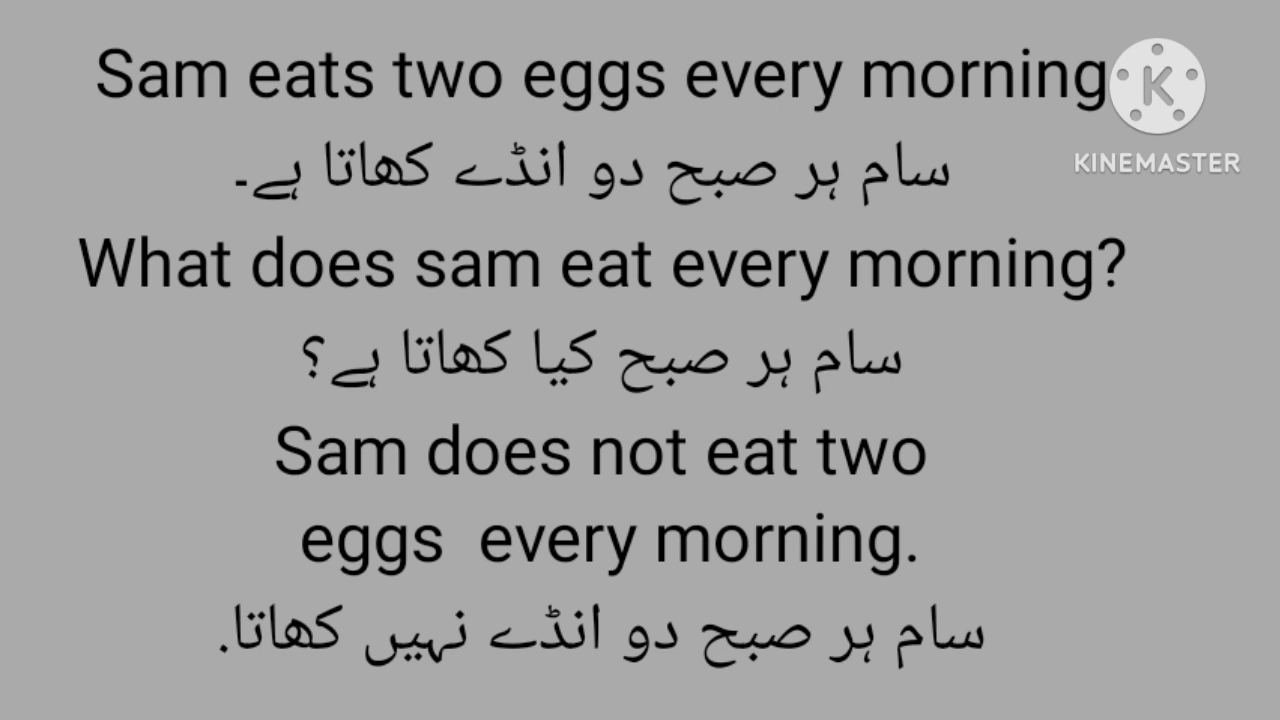 Sam eats two eggs every morning
سام ہر صبح دو انڈے کھاتا ہے۔
What does sam eat every morning?
سام ہر صبح کیا کھاتا ہے؟
Sam does not eat two
eggs  every morning.
سام ہر صبح دو انڈے نہیں کھاتا.
K
KINEMASTER